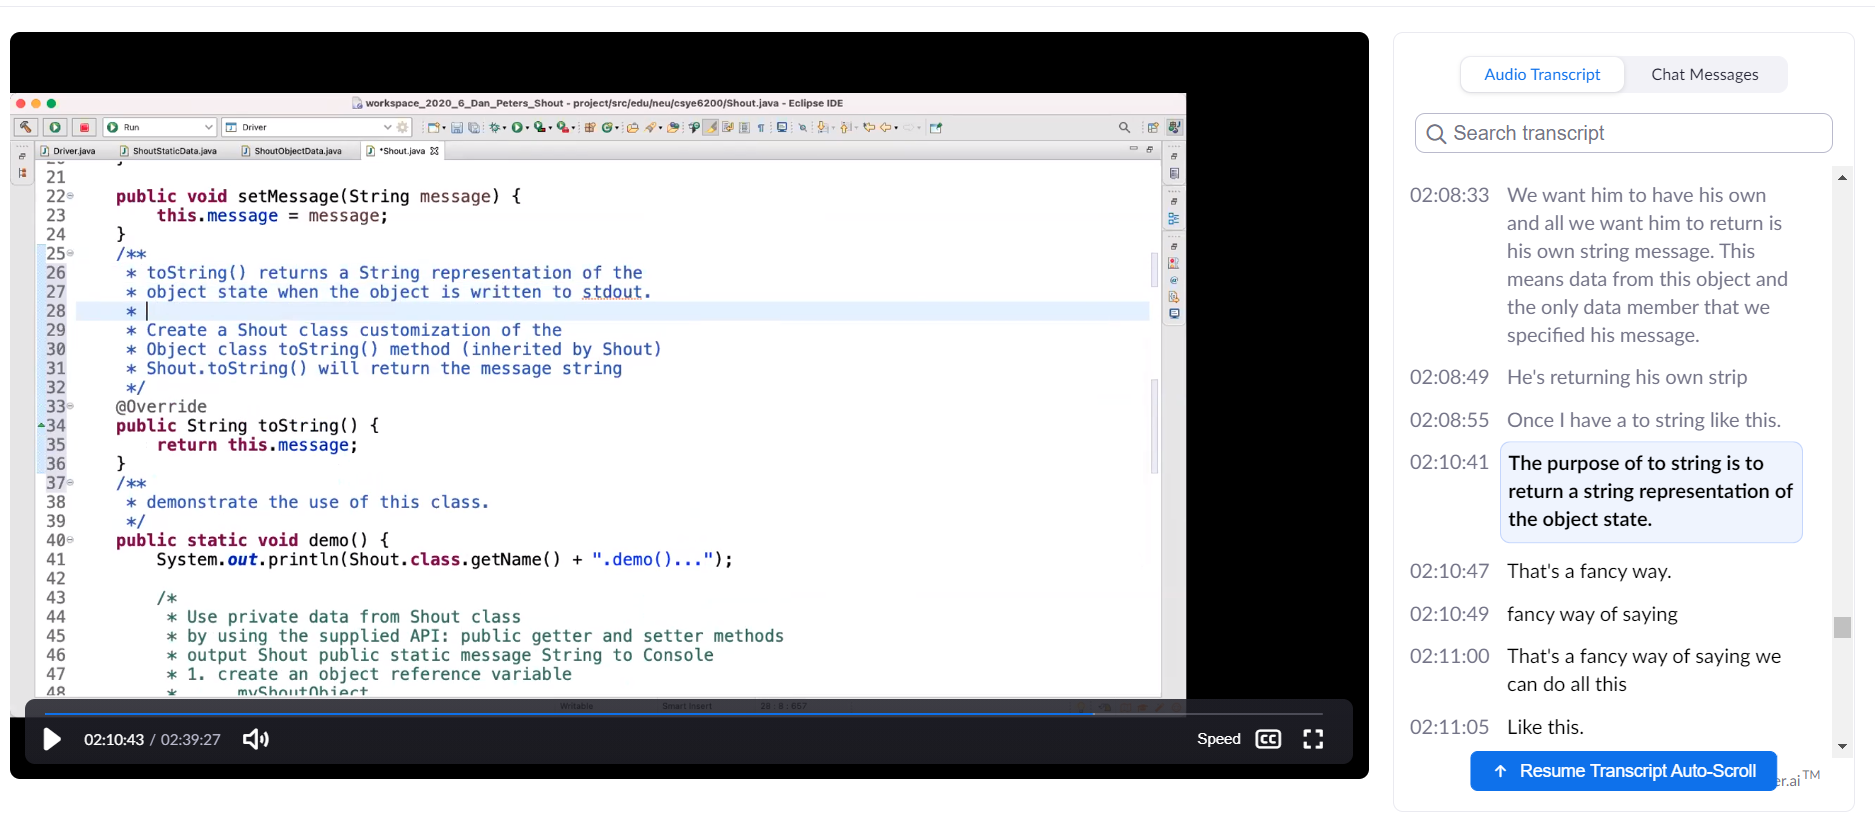 workspace_2020_6_Dan_Peters_Shout - project/src/edu/neu/csye6200/Shout.java - Eclipse IDE
Run
Driver
Driver.java
ShoutStaticData.java
ShoutObjectData.java
*Shout.java
21
22 public void setMessage(String message) {
23 this.message = message;
24 }
25 /**
26 * toString() returns a String representation of the
27 * object state when the object is written to stdout.
28 *
29 * Create a Shout class customization of the
30 * Object class toString() method (inherited by Shout)
31 * Shout.toString() will return the message string
32 */
33 @Override
34 public String toString() {
35 return this.message;
36 }
37 /**
38 * demonstrate the use of this class.
39 */
40 public static void demo() {
41 System.out.println(Shout.class.getName() + ".demo()...");
42
43 /*
44 * Use private data from Shout class
45 * by using the supplied API: public getter and setter methods
46 * output Shout public static message String to Console
47 * 1. create an object reference variable
48 * myShoutObject
Writable
Smart Insert
28 : 8 : 657
02:10:43 / 02:39:27
Speed
CC
Audio Transcript
Chat Messages
Search transcript
02:08:33 We want him to have his own
and all we want him to return is
his own string message. This
means data from this object and
the only data member that we
specified his message.
02:08:49 He's returning his own strip
02:08:55 Once I have a to string like this.
02:10:41 The purpose of to string is to
return a string representation of
the object state.
02:10:47 That's a fancy way.
02:10:49 fancy way of saying
02:11:00 That's a fancy way of saying we
can do all this
02:11:05 Like this.
Resume Transcript Auto-Scroll
er.ai™